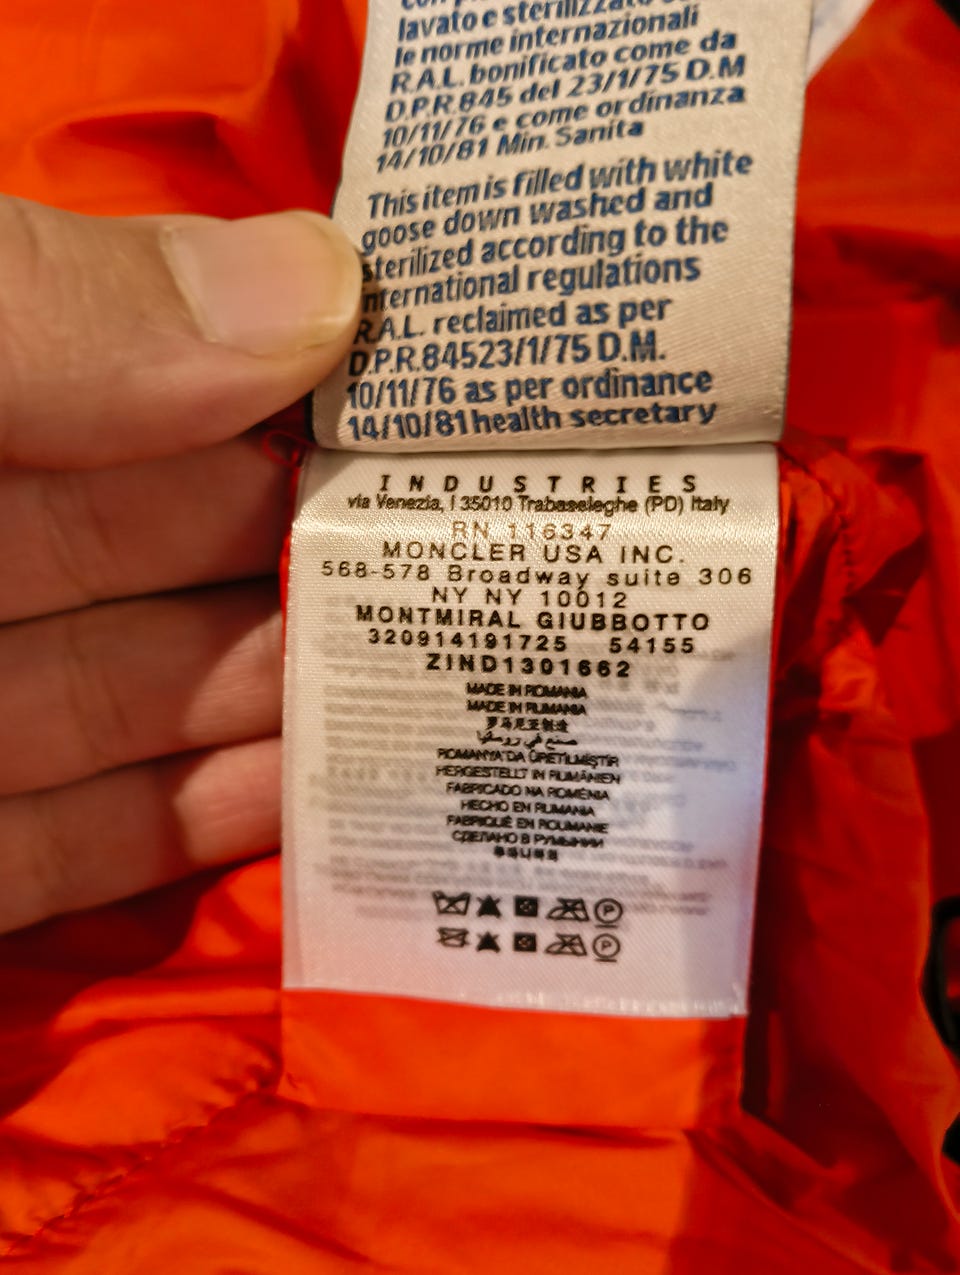 lavato e sterilizzato
le norme internazionali
R.A.L. bonificato come da
D.P.R.845 del 23/1/75 D.M
10/11/76 e come ordinanza
14/10/81 Min. Sanita
This item is filled with white
goose down washed and
sterilized according to the
international regulations
R.A.L. reclaimed as per
D.P.R.84523/1/75 D.M.
10/11/76 as per ordinance
14/10/81 health secretary
INDUSTRIES
via Venezia, I 35010 Trabaseleghe (PD) Italy
RN 116347
MONCLER USA INC.
568-578 Broadway suite 306
NY NY 10012
MONTMIRAL GIUBBOTTO
320914191725 54155
ZIND1301662
MADE IN ROMANIA
MADE IN RUMANIA
罗马尼亚制造
صنع في رومانيا
ROMANYA'DA ÜRETILMIŞTIR
HERGESTELLT IN RUMÄNIEN
FABRICADO NA ROMÉNIA
HECHO EN RUMANIA
FABRIQUÉ EN ROUMANIE
СДЕЛАНО В РУМЫНИИ
P
P